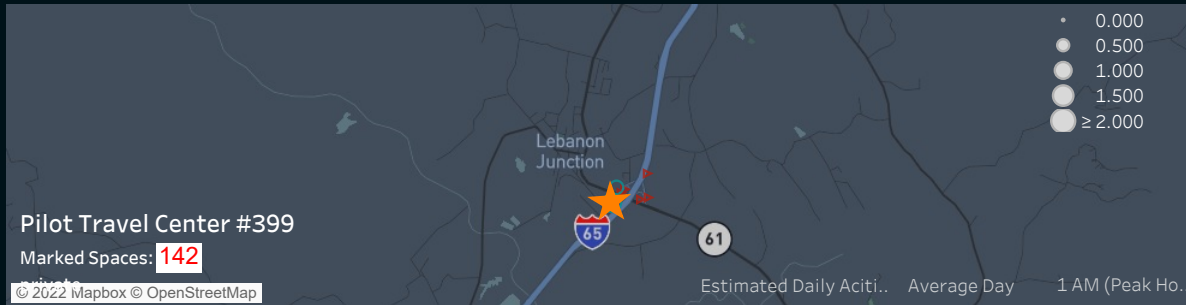 0.000
0.500
1.000
1.500
≥ 2.000
Lebanon
Junction
Pilot Travel Center #399
65
61
Marked Spaces: 142
private
© 2022 Mapbox © OpenStreetMap
Estimated Daily Aciti.. Average Day 1 AM (Peak Ho..